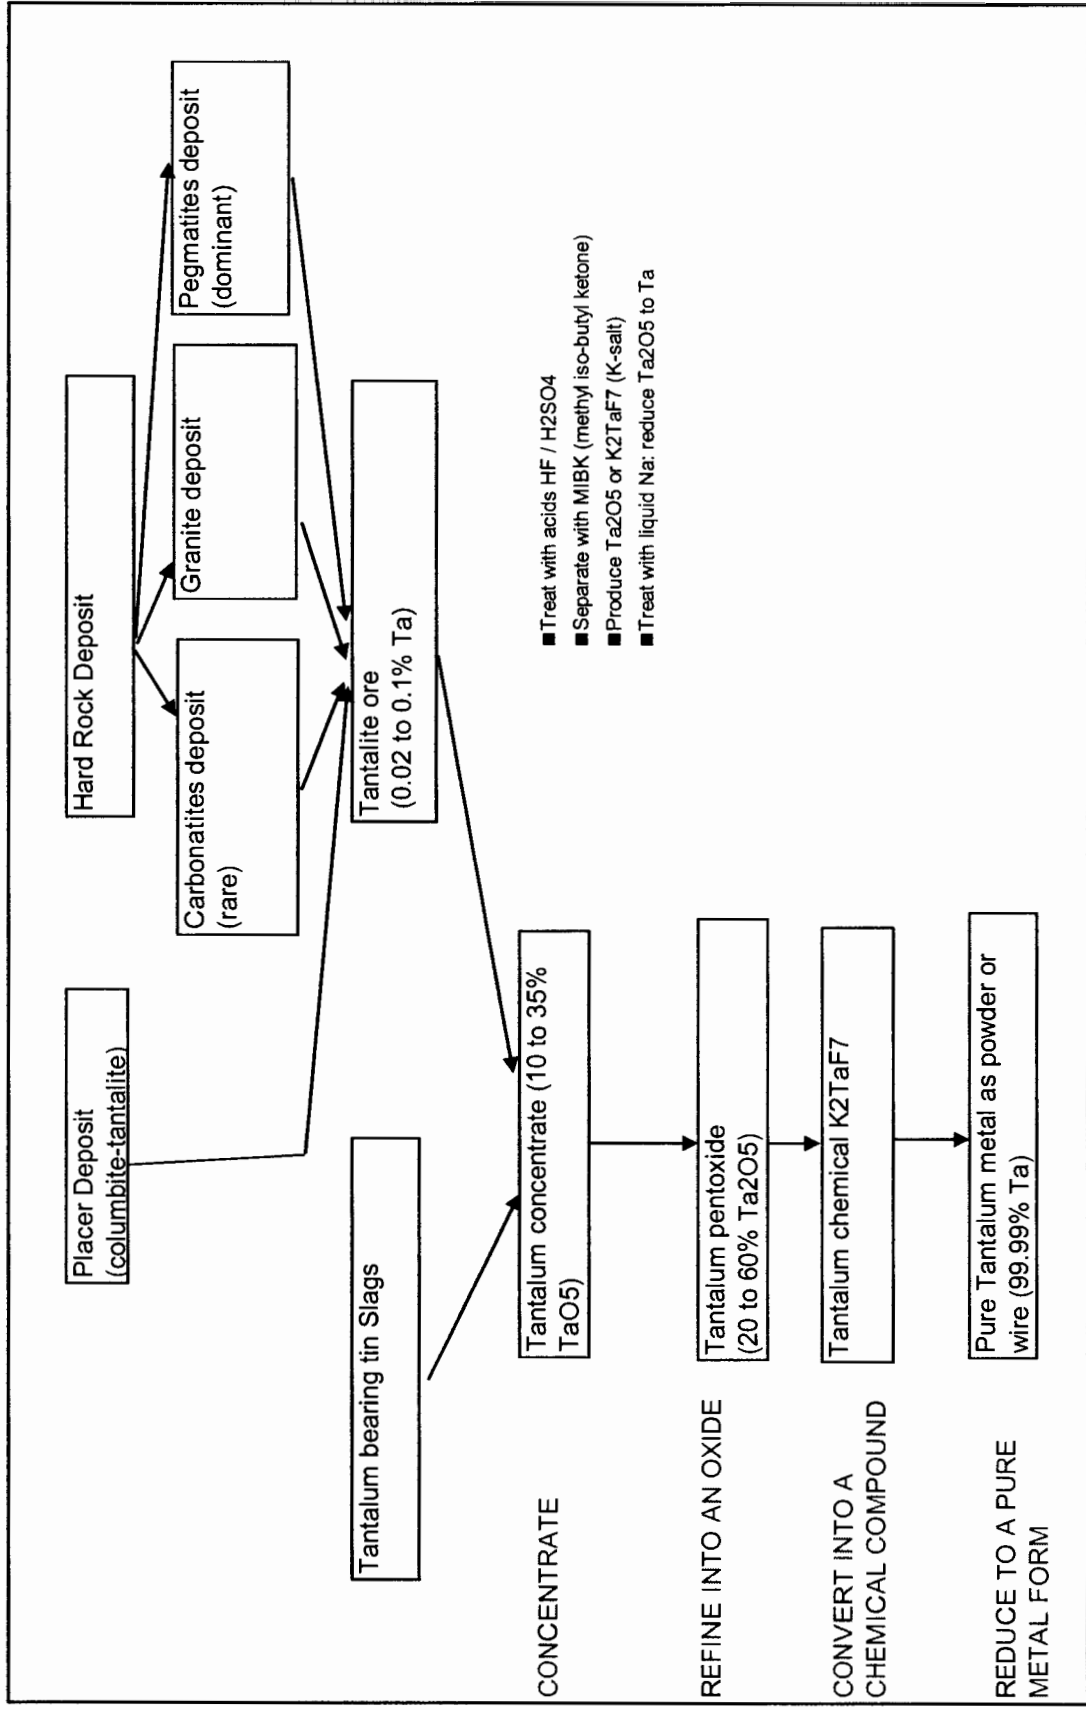 Placer Deposit
(columbite-tantalite)
Hard Rock Deposit
Carbonatites deposit
(rare)
Granite deposit
Pegmatites deposit
(dominant)
Tantalum bearing tin Slags
Tantalite ore
(0.02 to 0.1% Ta)
CONCENTRATE
Tantalum concentrate (10 to 35%
TaO5)
■Treat with acids HF / H2SO4
■Separate with MIBK (methyl iso-butyl ketone)
■Produce Ta2O5 or K2TaF7 (K-salt)
■Treat with liquid Na: reduce Ta2O5 to Ta
REFINE INTO AN OXIDE
Tantalum pentoxide
(20 to 60% Ta2O5)
CONVERT INTO A
CHEMICAL COMPOUND
Tantalum chemical K2TaF7
REDUCE TO A PURE
METAL FORM
Pure Tantalum metal as powder or
wire (99.99% Ta)